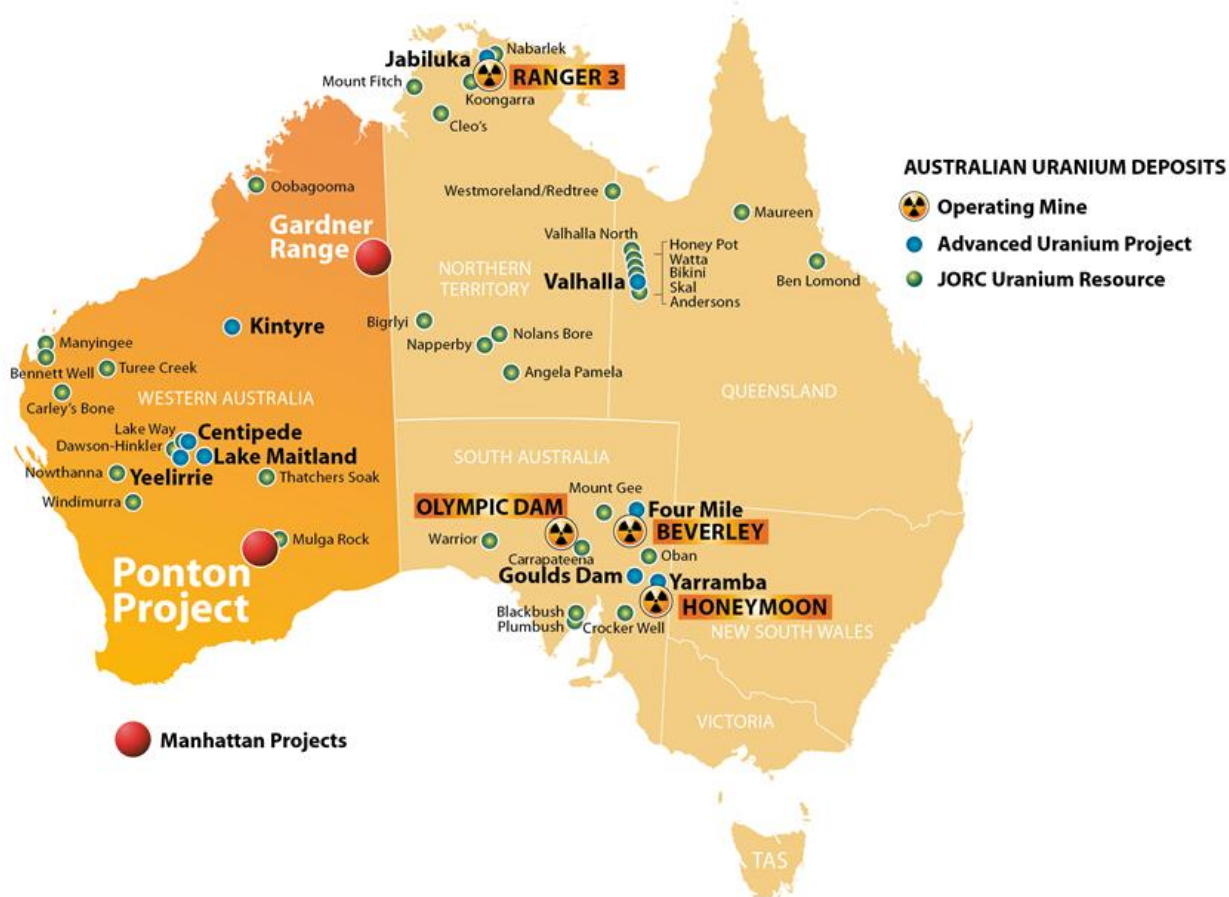 Nabarlek
Jabiluka
RANGER 3
Mount Fitch
Koongarra
Cleo's
AUSTRALIAN URANIUM DEPOSITS
Operating Mine
Advanced Uranium Project
JORC Uranium Resource
Oobagooma
Westmoreland/Redtree
Maureen
Gardner
Range
NORTHERN
TERRITORY
Valhalla North
Honey Pot
Watta
Bikini
Skal
Andersons
Valhalla
Ben Lomond
Kintyre
Bigrlyi
Nolans Bore
Napperby
Angela Pamela
Manyingee
Bennett Well
Turee Creek
Carley's Bone
WESTERN AUSTRALIA
QUEENSLAND
Lake Way
Centipede
Dawson-Hinkler
Lake Maitland
Nowthanna
Yeelirrie
Thatchers Soak
Windimurra
SOUTH AUSTRALIA
Mount Gee
OLYMPIC DAM
Four Mile
BEVERLEY
Warrior
Carrapateena
Oban
Mulga Rock
Ponton
Project
Goulds Dam
Yarramba
HONEYMOON
Blackbush
Plumbush
Crocker Well
NEW SOUTH WALES
VICTORIA
Manhattan Projects
TAS